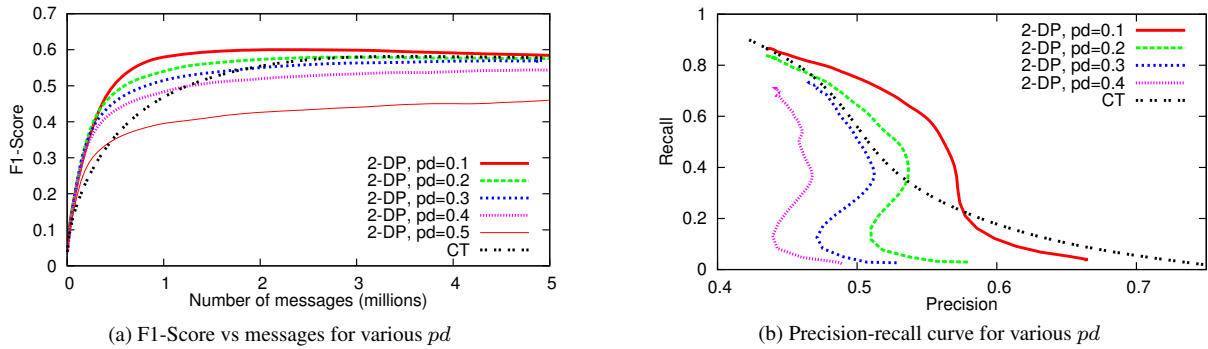 F1-Score
0.7
0.6
0.5
0.4
0.3
0.2
0.1
0
0 1 2 3 4 5
Number of messages (millions)
2-DP, pd=0.1
2-DP, pd=0.2
2-DP, pd=0.3
2-DP, pd=0.4
2-DP, pd=0.5
CT
(a) F1-Score vs messages for various pd
Recall
1
0.8
0.6
0.4
0.2
0
0.4 0.5 0.6 0.7
Precision
2-DP, pd=0.1
2-DP, pd=0.2
2-DP, pd=0.3
2-DP, pd=0.4
CT
(b) Precision-recall curve for various pd